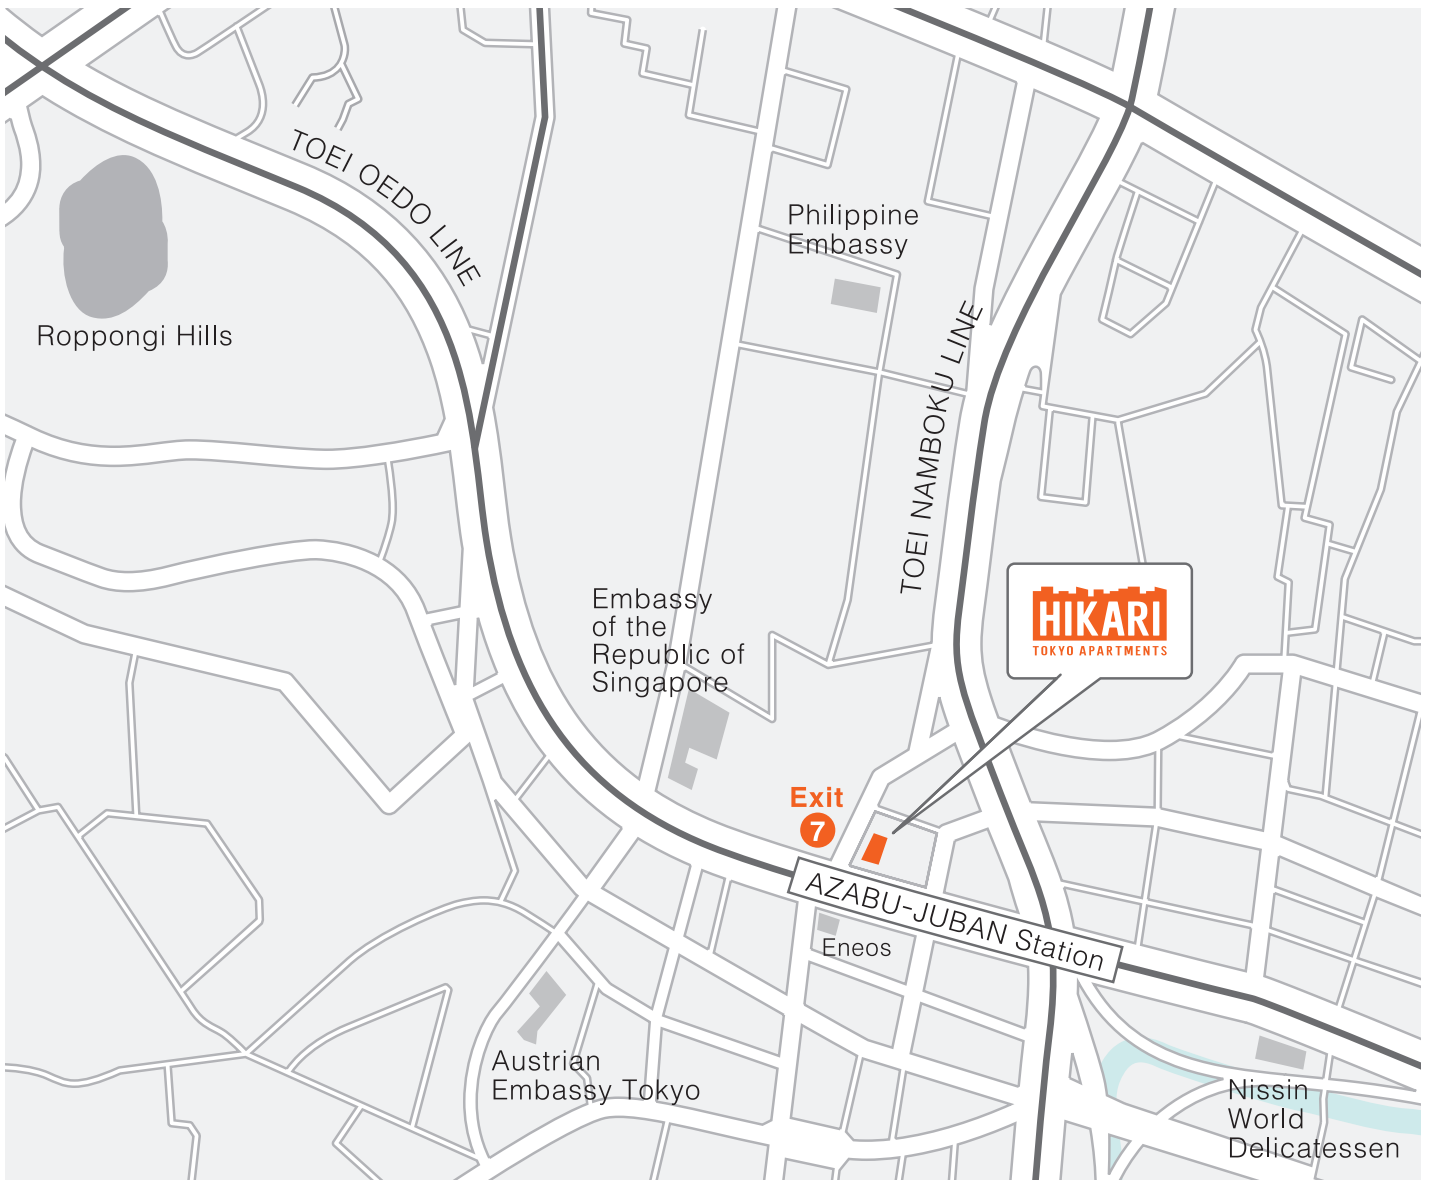 TOEI OEDO LINE
Philippine
Embassy
Roppongi Hills
TOEI NAMBOKU LINE
HIKARI
TOKYO APARTMENTS
Embassy
of the
Republic of
Singapore
Exit
7
AZABU-JUBAN Station
Eneos
Austrian
Embassy Tokyo
Nissin
World
Delicatessen